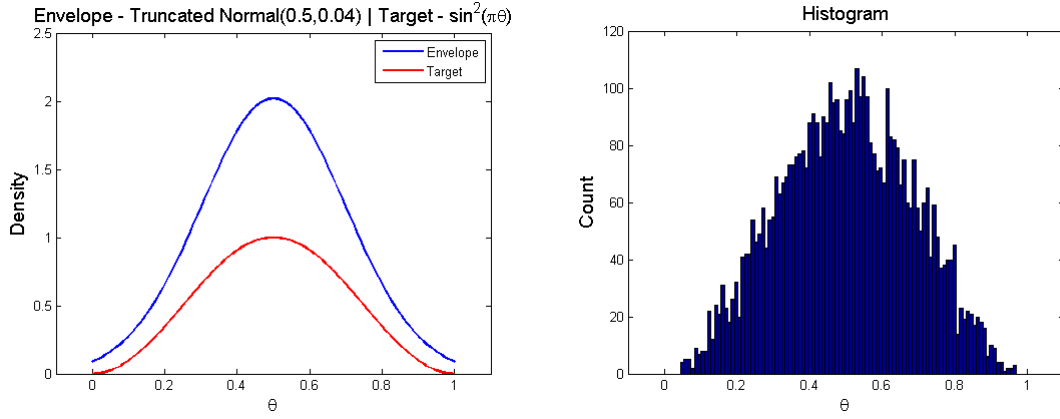 Envelope - Truncated Normal(0.5,0.04) | Target - sin²(πθ)
2.5
2
1.5
1
0.5
0
Density
Envelope
Target
0 0.2 0.4 0.6 0.8 1
θ
Histogram
120
100
80
60
40
20
0
Count
0 0.2 0.4 0.6 0.8 1
θ